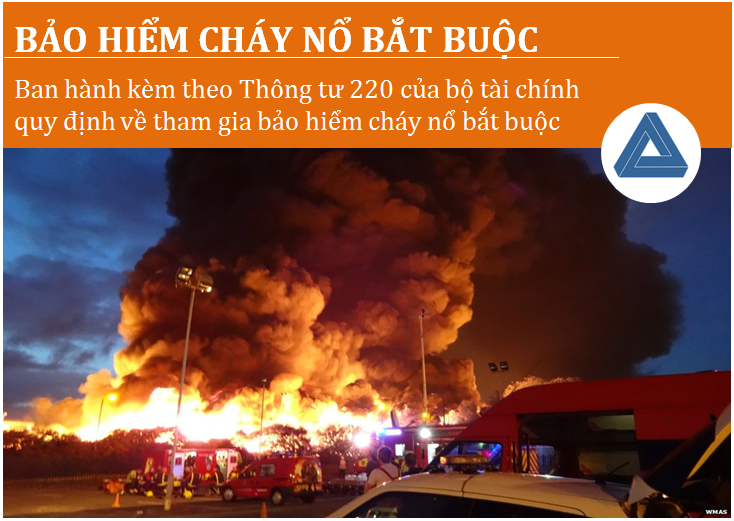 BẢO HIỂM CHÁY NỔ BẮT BUỘC
Ban hành kèm theo Thông tư 220 của bộ tài chính
quy định về tham gia bảo hiểm cháy nổ bắt buộc
WMAS